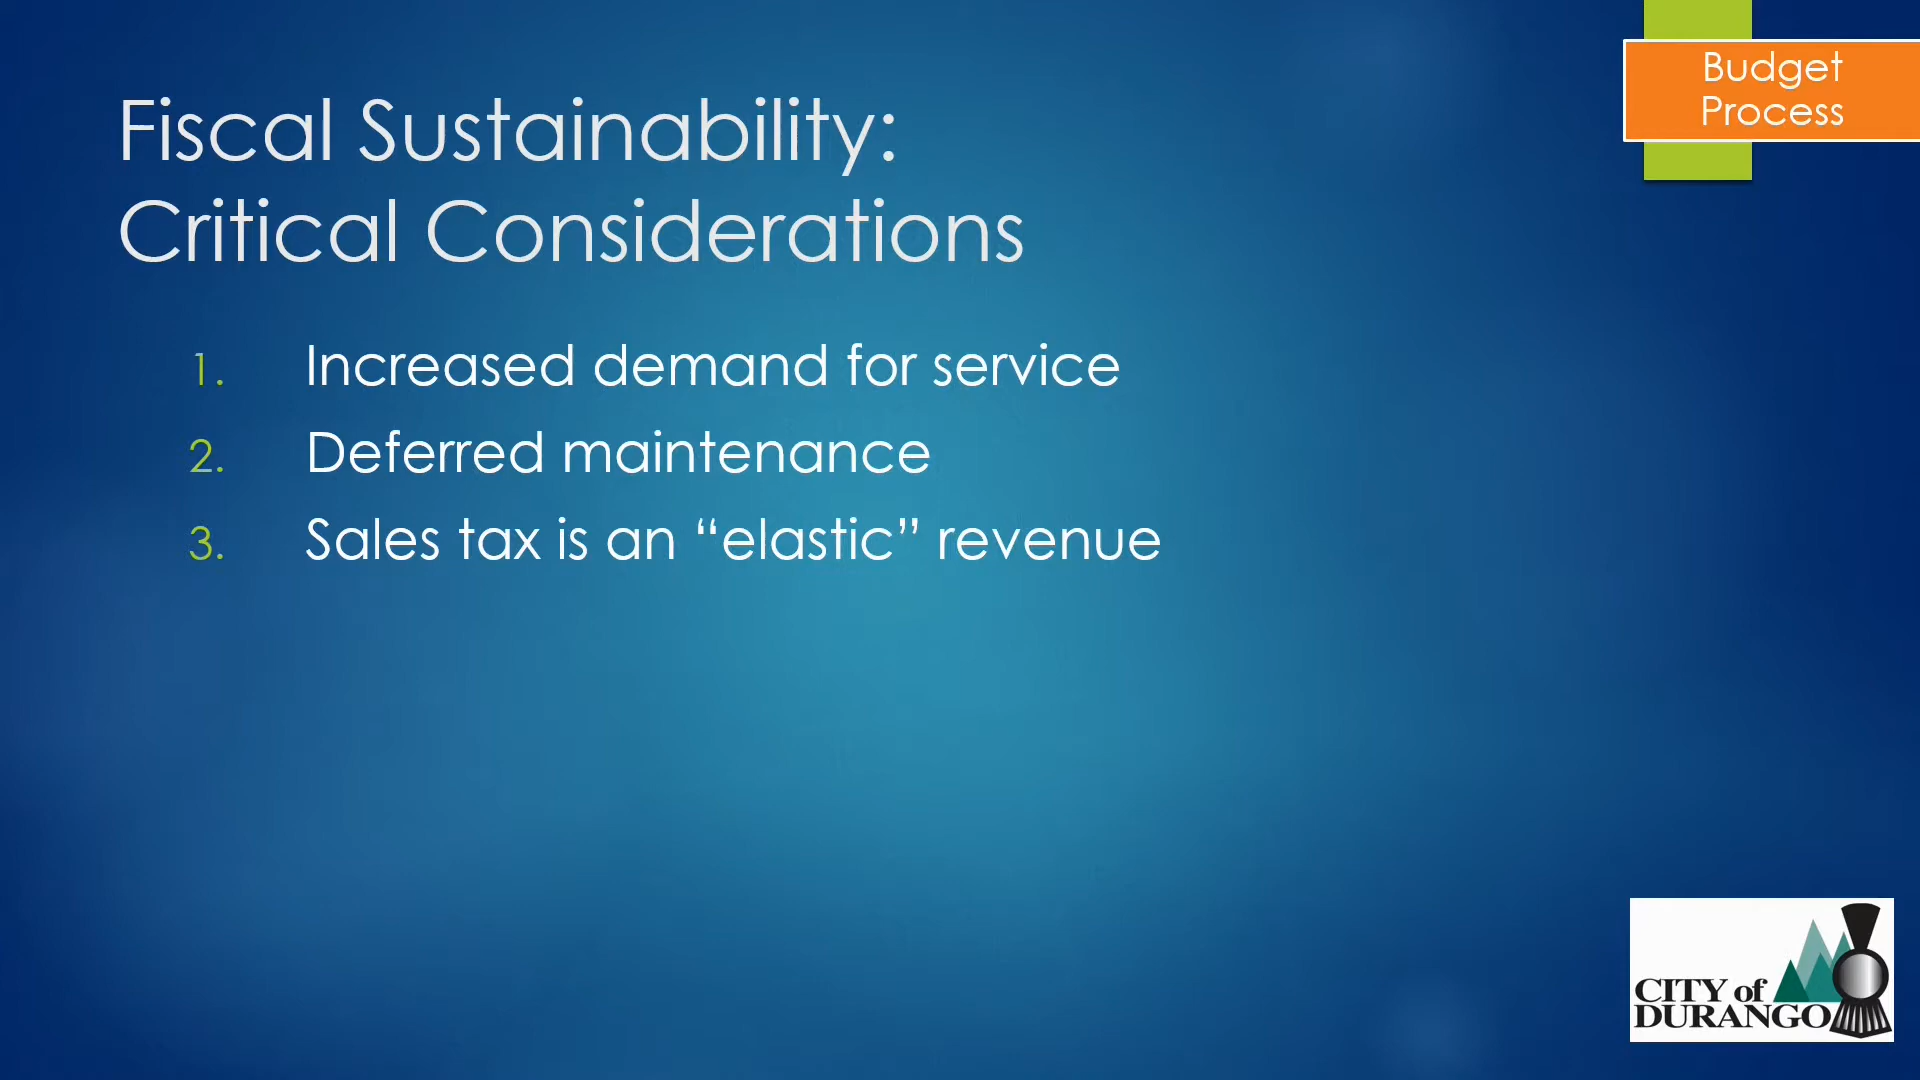 Budget
Process
Fiscal Sustainability:
Critical Considerations
1. Increased demand for service
2. Deferred maintenance
3. Sales tax is an “elastic” revenue
CITY of
DURANGO